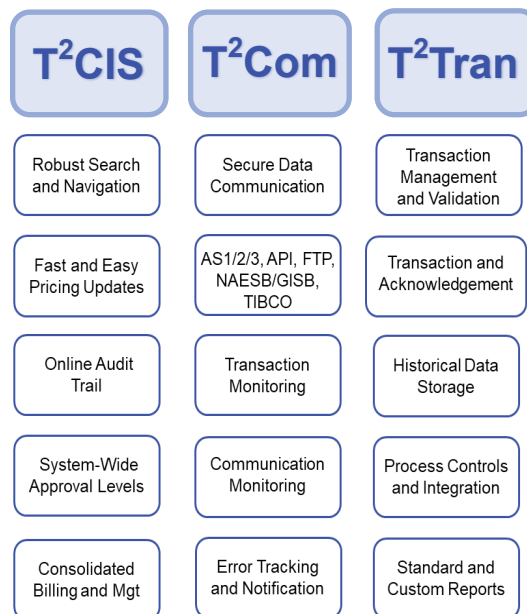 T²CIS
T²Com
T²Tran
Robust Search
and Navigation
Secure Data
Communication
Transaction
Management
and Validation
Fast and Easy
Pricing Updates
AS1/2/3, API, FTP,
NAESB/GISB,
TIBCO
Transaction and
Acknowledgement
Online Audit
Trail
Transaction
Monitoring
Historical Data
Storage
System-Wide
Approval Levels
Communication
Monitoring
Process Controls
and Integration
Consolidated
Billing and Mgt
Error Tracking
and Notification
Standard and
Custom Reports